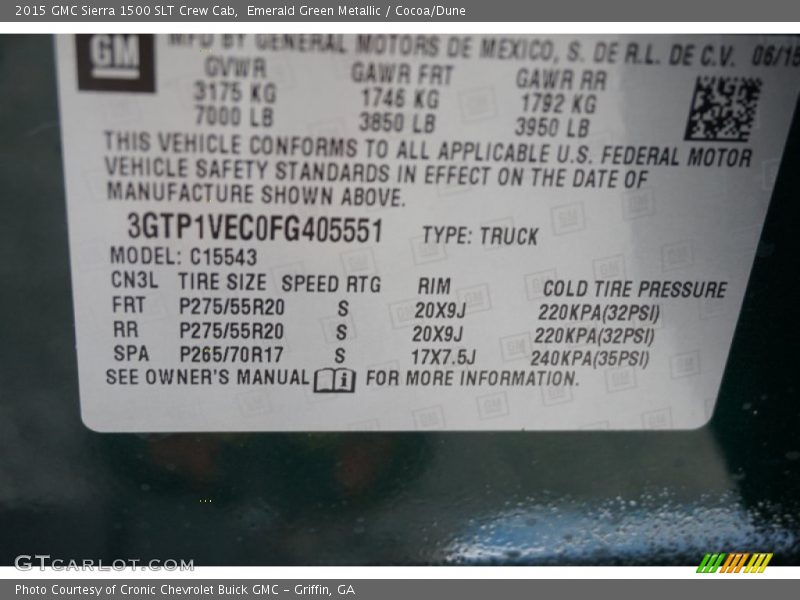 2015 GMC Sierra 1500 SLT Crew Cab,  Emerald Green Metallic / Cocoa/Dune
GM
MFD BY GENERAL MOTORS DE MEXICO, S. DE R.L. DE C.V. 06/15
GVWR GAWR FRT GAWR RR
3175 KG 1746 KG 1792 KG
7000 LB 3850 LB 3950 LB
THIS VEHICLE CONFORMS TO ALL APPLICABLE U.S. FEDERAL MOTOR
VEHICLE SAFETY STANDARDS IN EFFECT ON THE DATE OF
MANUFACTURE SHOWN ABOVE.
3GTP1VEC0FG405551 TYPE: TRUCK
MODEL: C15543
CN3L TIRE SIZE SPEED RTG RIM COLD TIRE PRESSURE
FRT P275/55R20 S 20X9J 220KPA(32PSI)
RR P275/55R20 S 20X9J 220KPA(32PSI)
SPA P265/70R17 S 17X7.5J 240KPA(35PSI)
SEE OWNER'S MANUAL FOR MORE INFORMATION.
GTcarlot.com
Photo Courtesy of Cronic Chevrolet Buick GMC - Griffin, GA